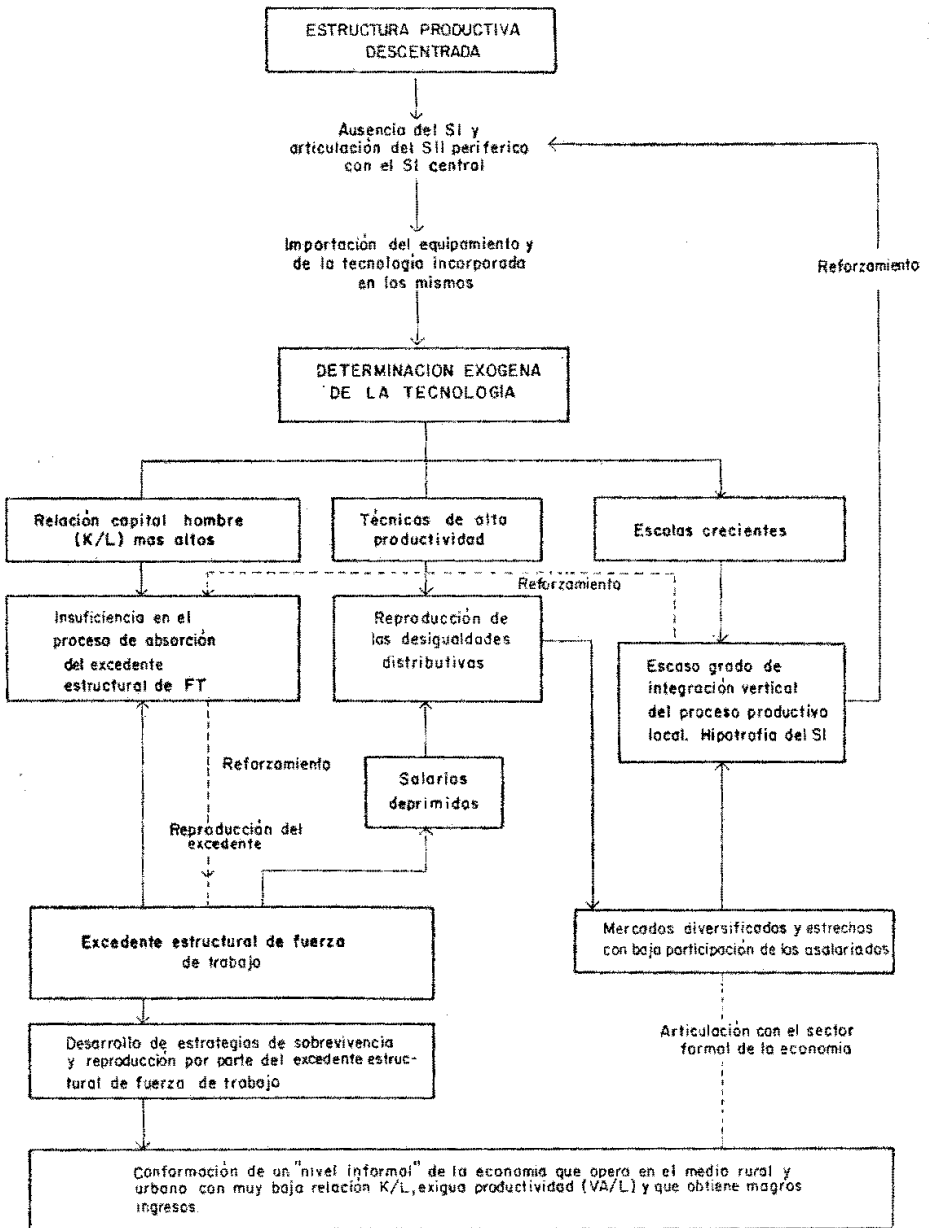 ESTRUCTURA PRODUCTIVA
DESCENTRADA
Ausencia del SI y
articulación del SII periferico
con el SI central
Importación del equipamiento y
de la tecnología incorporada
en los mismos
Reforzamiento
DETERMINACION EXOGENA
DE LA TECNOLOGÍA
Relación capital hombre
(K/L) mas altos
Técnicas de alta
productividad
Escalas crecientes
Reforzamiento
Insuficiencia en el
proceso de absorción
del excedente
estructural de FT
Reproducción de
las desigualdades
distributivas
Escaso grado de
integración vertical
del proceso productivo
local. Hipotrofia del SI
Reforzamiento
Salarios
deprimidos
Reproducción del
excedente
Excedente estructural de fuerza
de trabajo
Mercados diversificados y estrechos
con baja participación de los asalariados
Desarrollo de estrategias de sobrevivencia
y reproducción por parte del excedente estruc-
tural de fuerza de trabajo
Articulación con el sector
formal de la economía
Conformación de un "nivel informal" de la economía que opera en el medio rural y
urbano con muy baja relación K/L, exigua productividad (VA/L) y que obtiene magros
ingresos.